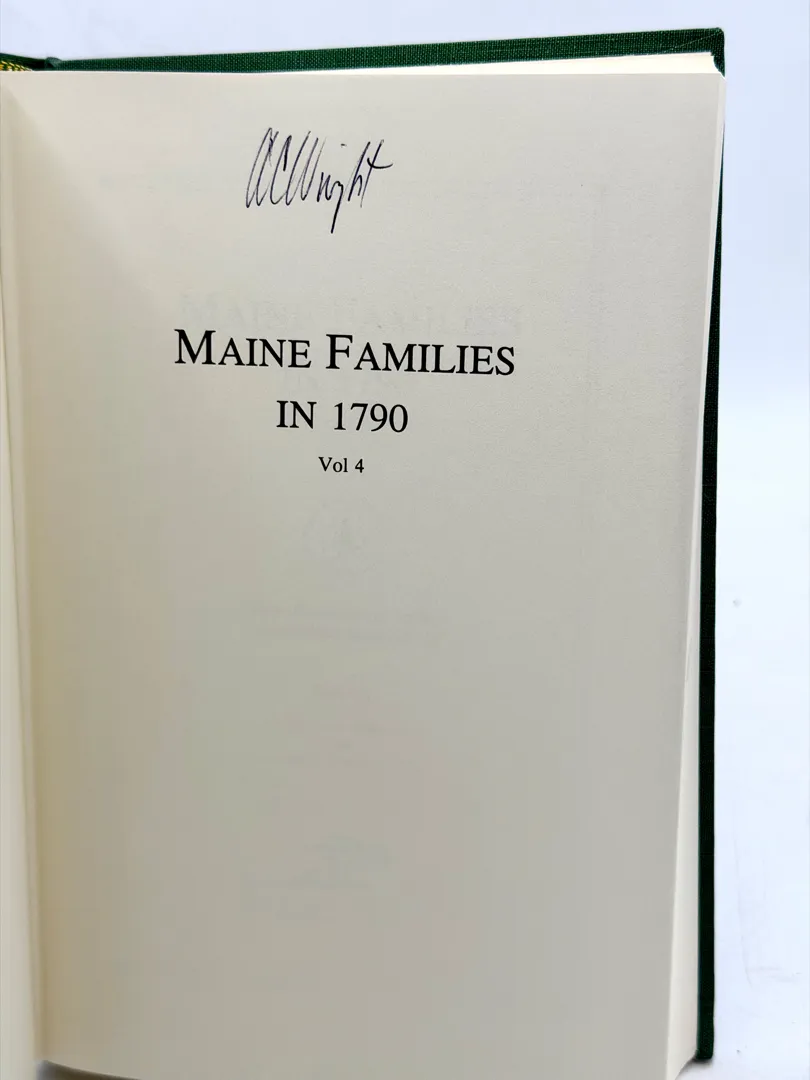 ACWright
MAINE FAMILIES
IN 1790
Vol 4